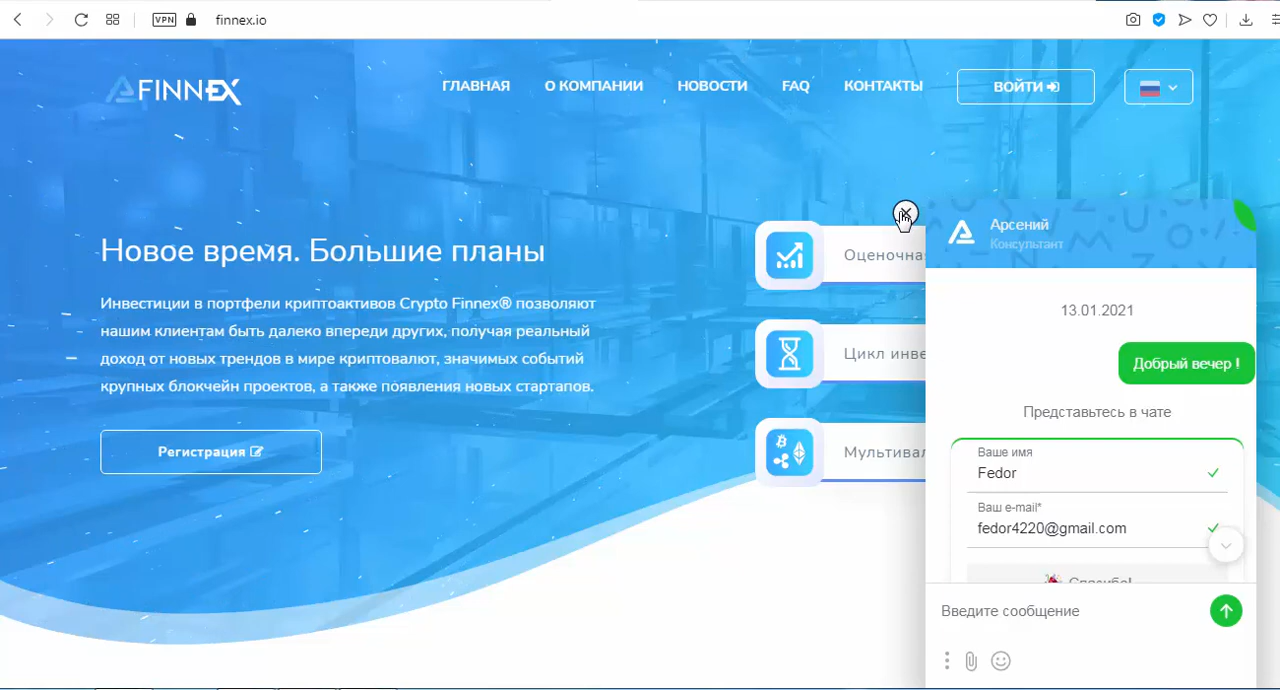 VPN finnex.io
FINNEX
ГЛАВНАЯ О КОМПАНИИ НОВОСТИ FAQ КОНТАКТЫ ВОЙТИ
Новое время. Большие планы
Инвестиции в портфели криптоактивов Crypto Finnex® позволяют
нашим клиентам быть далеко впереди других, получая реальный
доход от новых трендов в мире криптовалют, значимых событий
крупных блокчейн проектов, а также появления новых стартапов.
Регистрация
Оценочна
Цикл инве
Мультивал
Арсений
Консультант
13.01.2021
Добрый вечер !
Представьтесь в чате
Ваше имя
Fedor
Ваш e-mail*
fedor4220@gmail.com
Спасибо!
Введите сообщение